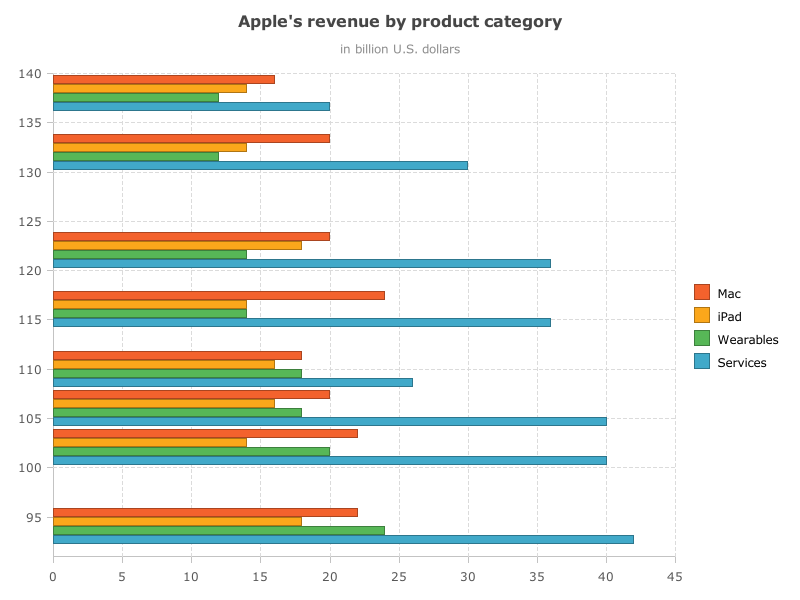 Apple's revenue by product category
in billion U.S. dollars
140
135
130
125
120
115
110
105
100
95
0 5 10 15 20 25 30 35 40 45
Mac
iPad
Wearables
Services